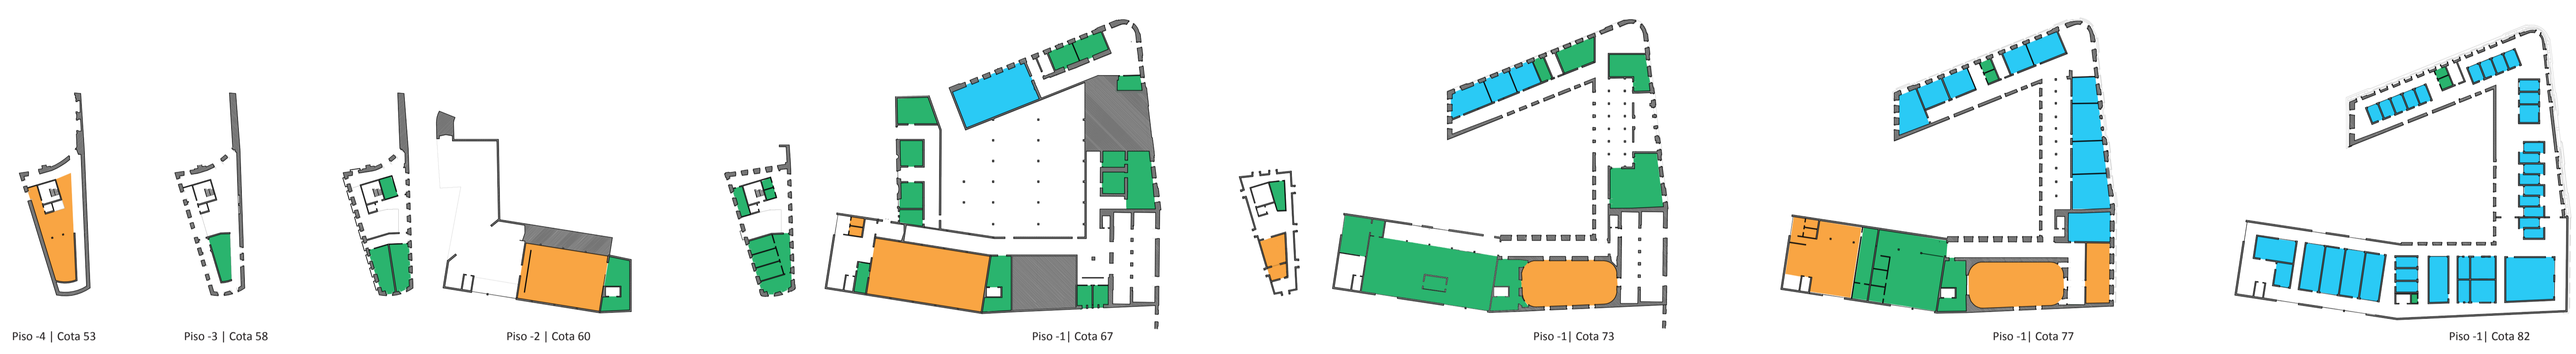 Piso -4 | Cota 53
Piso -3 | Cota 58
Piso -2 | Cota 60
Piso -1| Cota 67
Piso -1| Cota 73
Piso -1| Cota 77
Piso -1| Cota 82